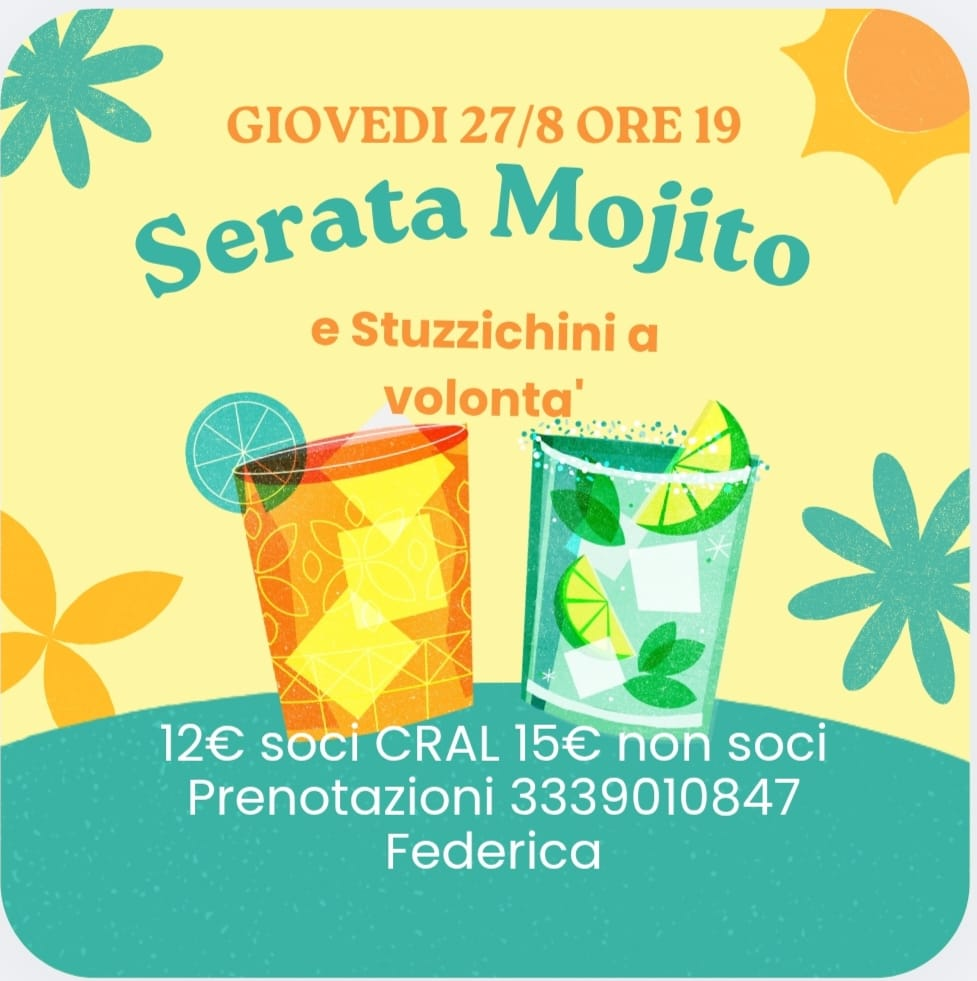 GIOVEDI 27/8 ORE 19
Serata Mojito
e Stuzzichini a
volonta'
12€ soci CRAL 15€ non soci
Prenotazioni 3339010847
Federica